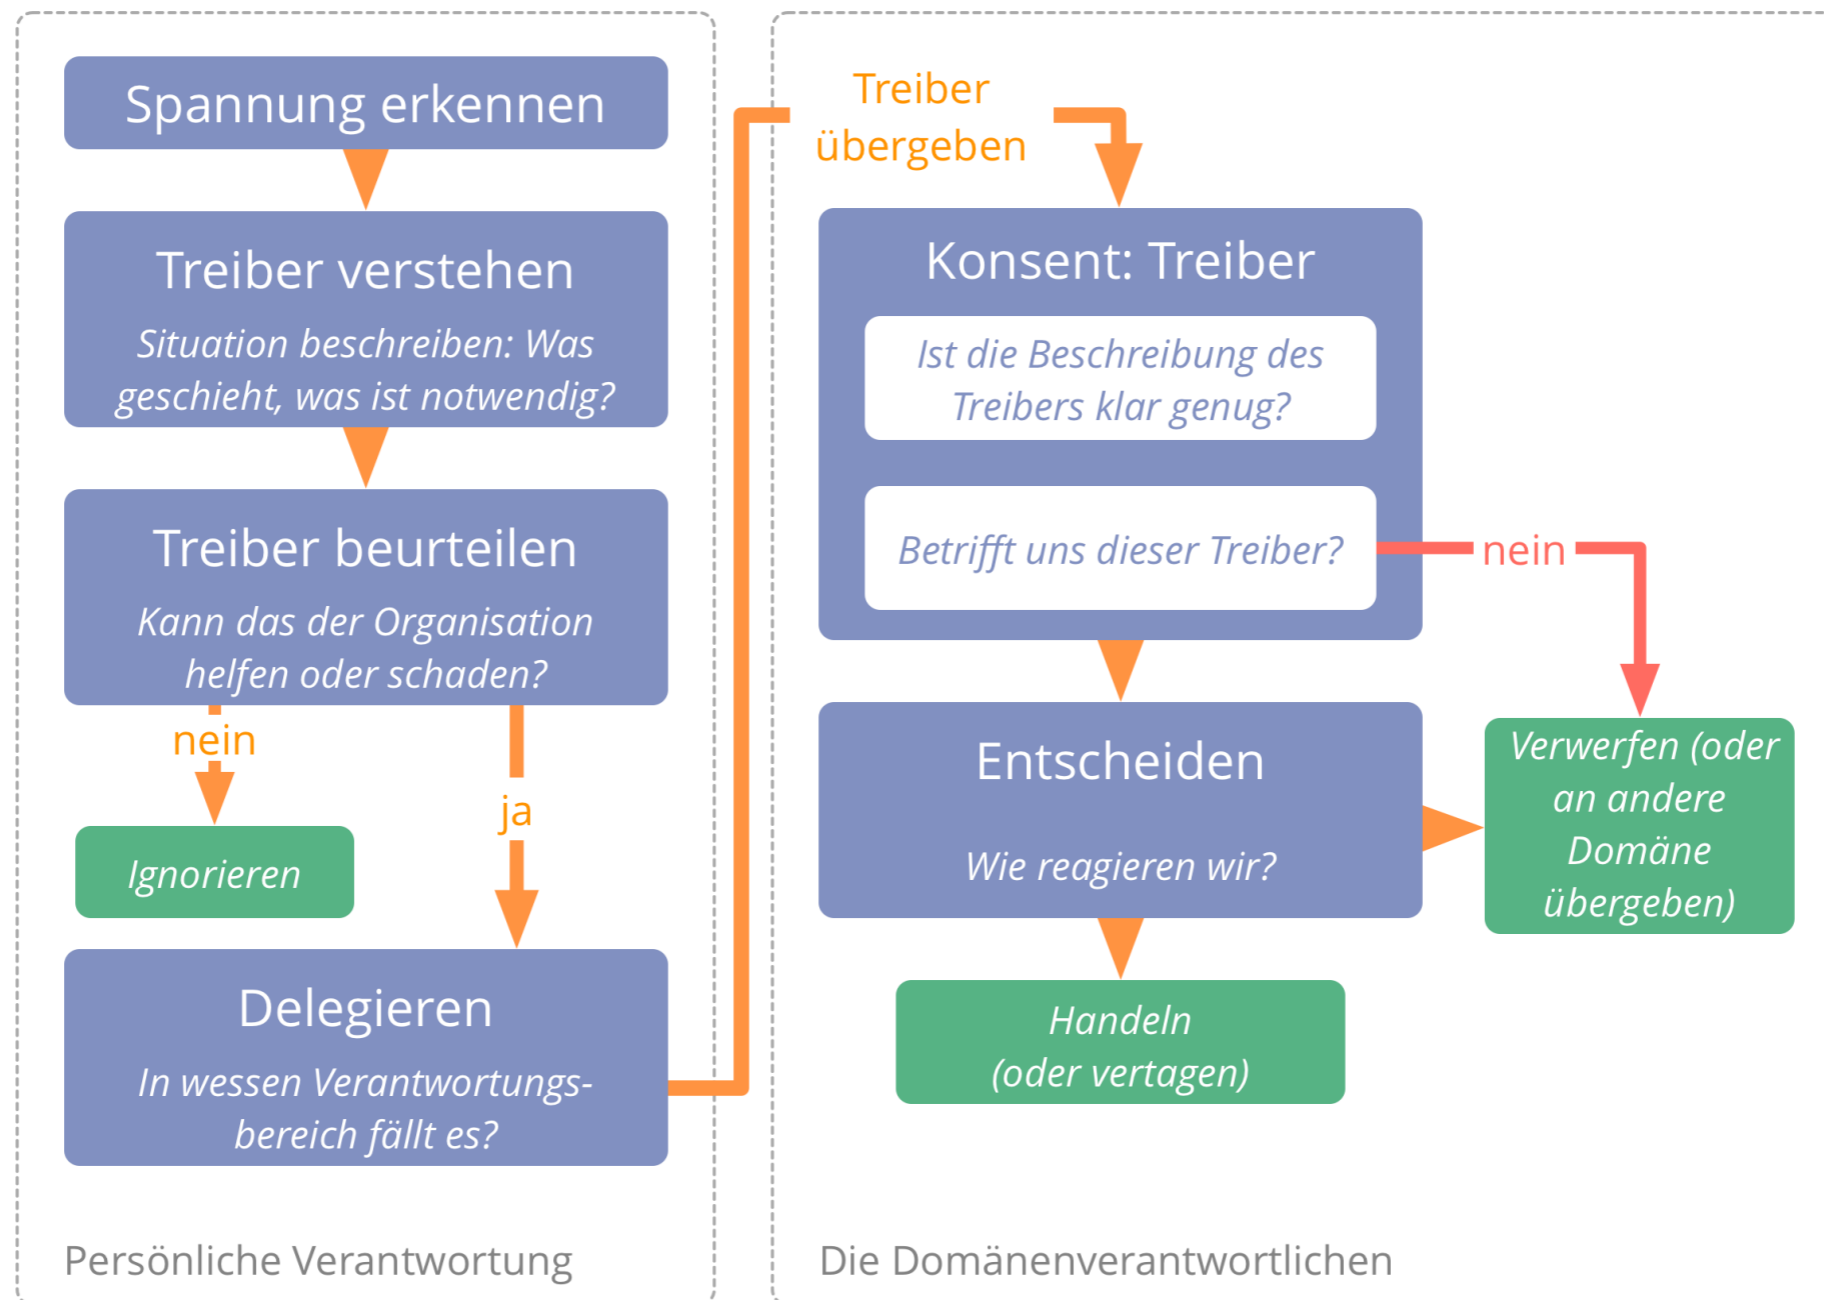 Spannung erkennen
Treiber verstehen
Situation beschreiben: Was
geschieht, was ist notwendig?
Treiber beurteilen
Kann das der Organisation
helfen oder schaden?
nein
ja
Ignorieren
Delegieren
In wessen Verantwortungs-
bereich fällt es?
Persönliche Verantwortung
Treiber
übergeben
Konsent: Treiber
Ist die Beschreibung des
Treibers klar genug?
Betrifft uns dieser Treiber?
nein
Entscheiden
Wie reagieren wir?
Verwerfen (oder
an andere
Domäne
übergeben)
Handeln
(oder vertagen)
Die Domänenverantwortlichen